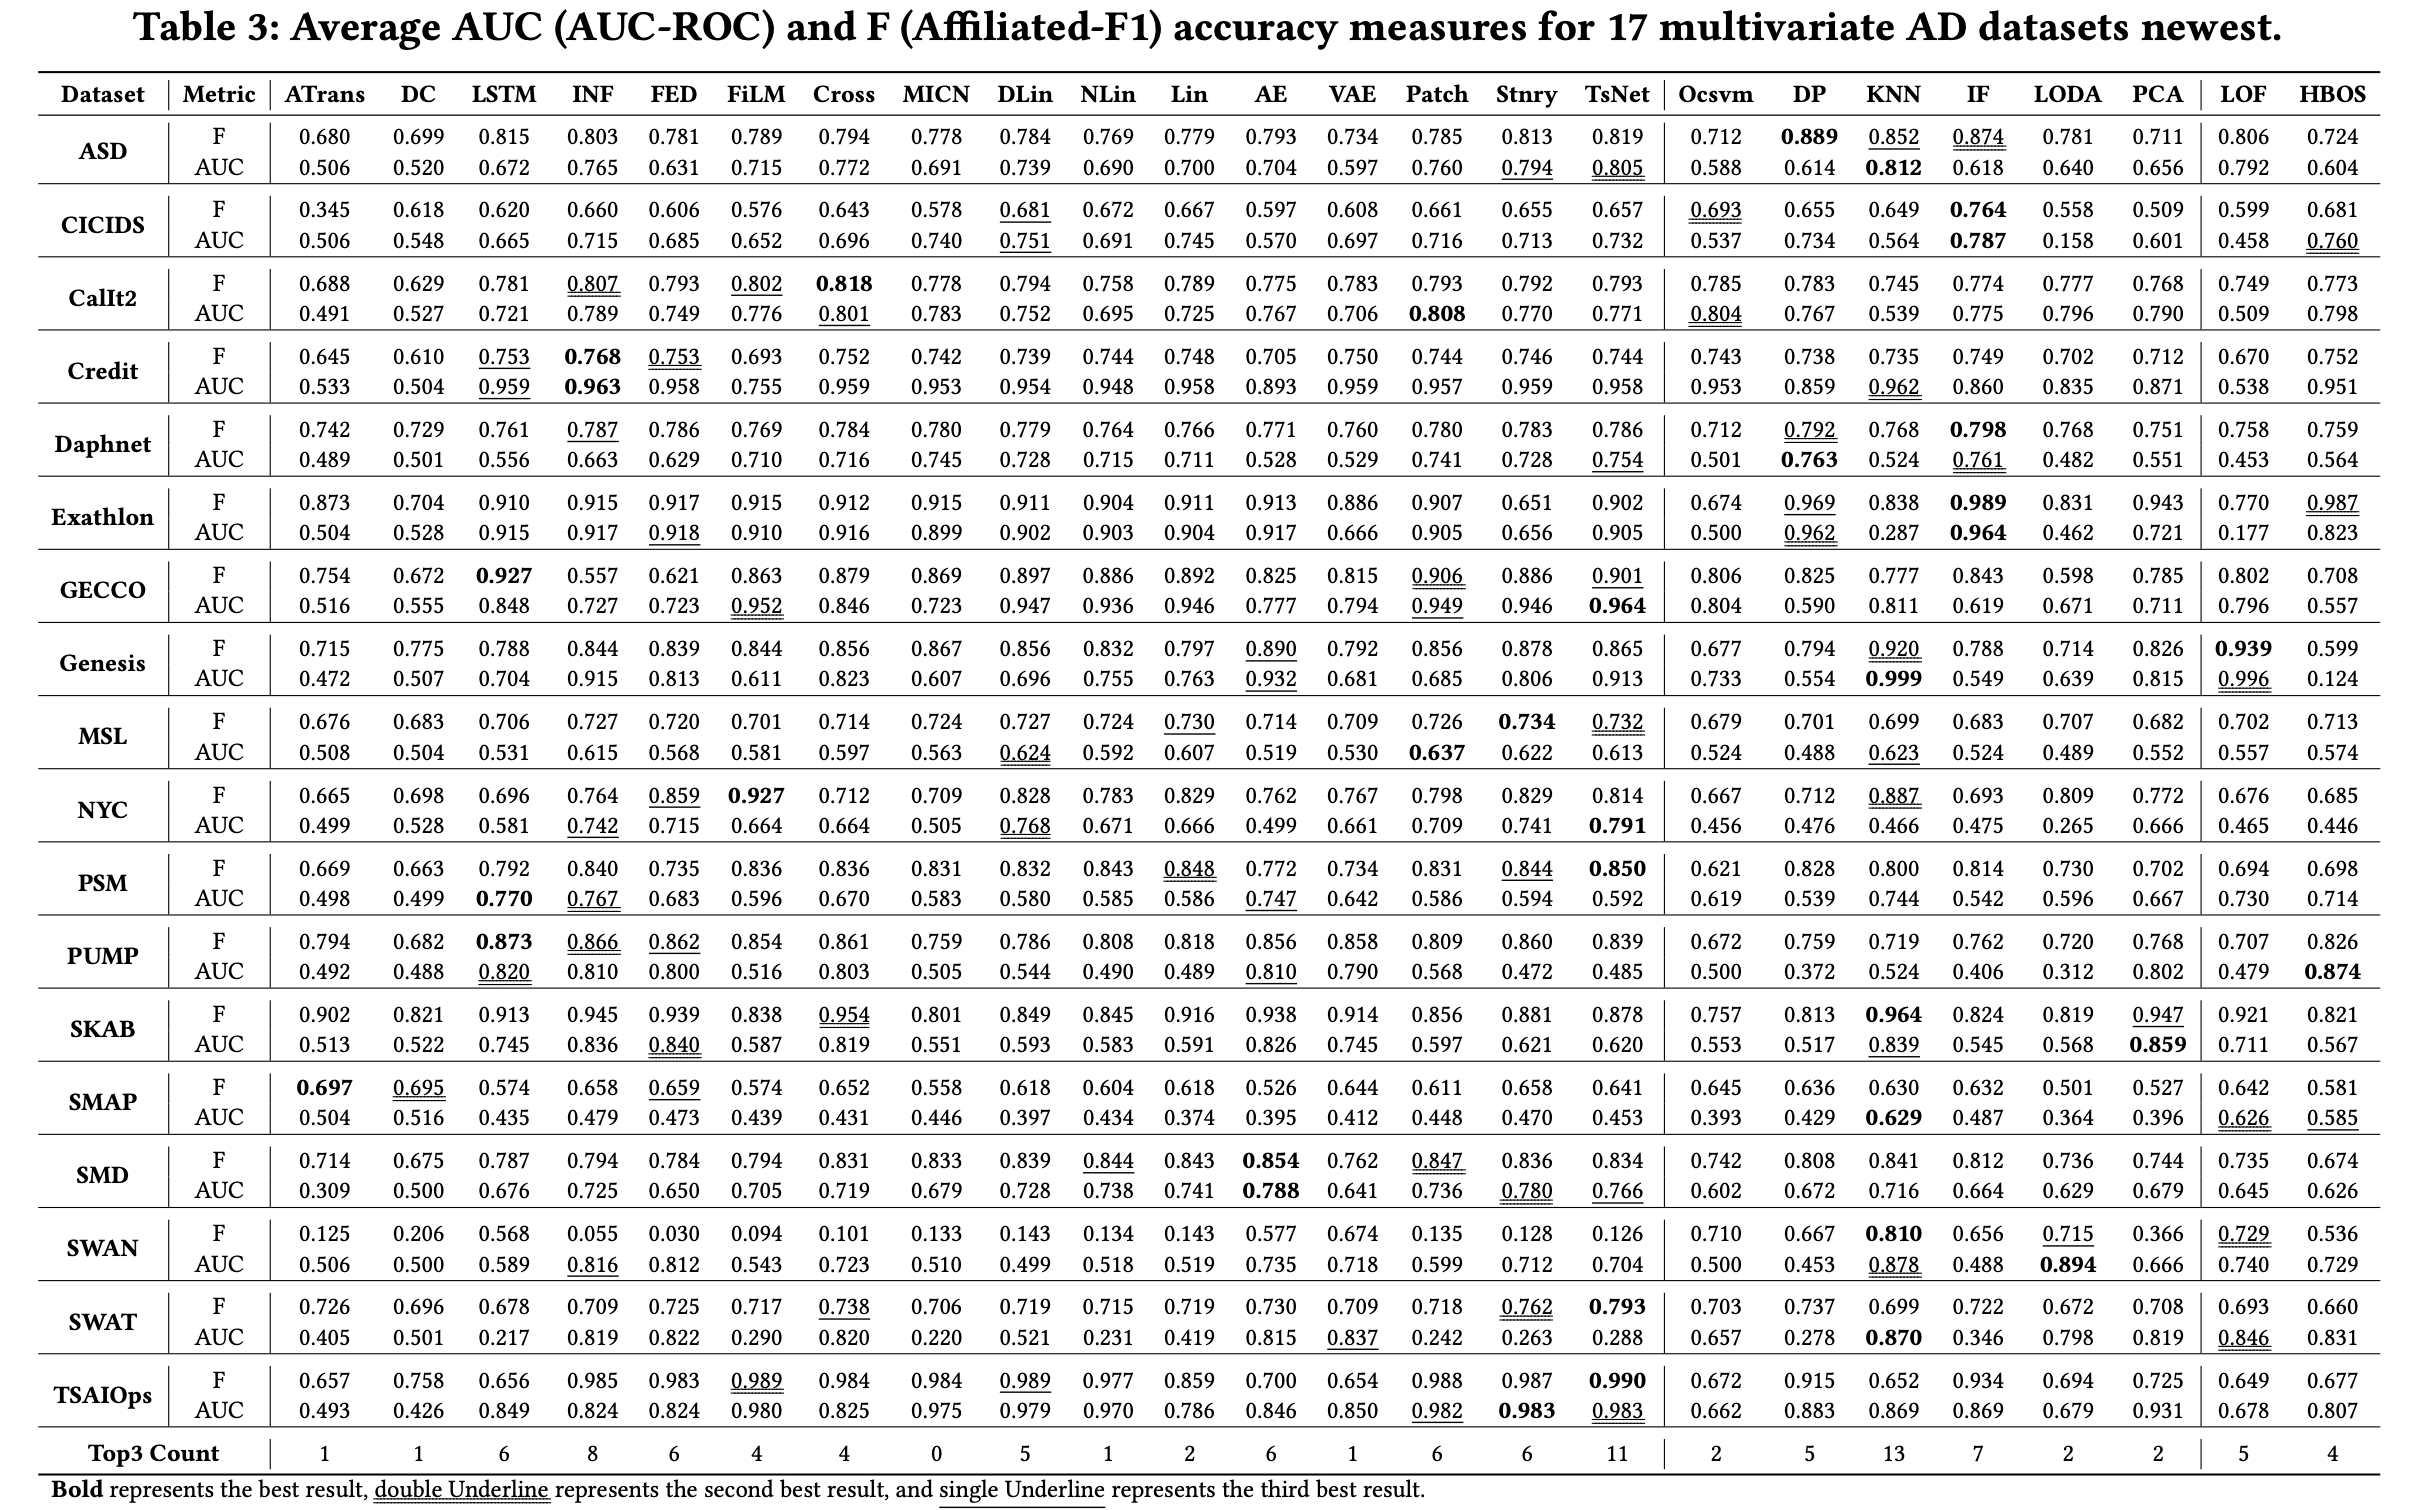 Table 3: Average AUC (AUC-ROC) and F (Affiliated-F1) accuracy measures for 17 multivariate AD datasets newest.
Dataset Metric ATrans DC LSTM INF FED FiLM Cross MICN DLin NLin Lin AE VAE Patch Stnry TsNet Ocsvm DP KNN IF LODA PCA LOF HBOS
ASD
F 0.680 0.699 0.815 0.803 0.781 0.789 0.794 0.778 0.784 0.769 0.779 0.793 0.734 0.785 0.813 0.819 0.712 0.889 0.852 0.874 0.781 0.711 0.806 0.724
AUC 0.506 0.520 0.672 0.765 0.631 0.715 0.772 0.691 0.739 0.690 0.700 0.704 0.597 0.760 0.794 0.805 0.588 0.614 0.812 0.618 0.640 0.656 0.792 0.604
CICIDS
F 0.345 0.618 0.620 0.660 0.606 0.576 0.643 0.578 0.681 0.672 0.667 0.597 0.608 0.661 0.655 0.657 0.693 0.655 0.649 0.764 0.558 0.509 0.599 0.681
AUC 0.506 0.548 0.665 0.715 0.685 0.652 0.696 0.740 0.751 0.691 0.745 0.570 0.697 0.716 0.713 0.732 0.537 0.734 0.564 0.787 0.158 0.601 0.458 0.760
CalIt2
F 0.688 0.629 0.781 0.807 0.793 0.802 0.818 0.778 0.794 0.758 0.789 0.775 0.783 0.793 0.792 0.793 0.785 0.783 0.745 0.774 0.777 0.768 0.749 0.773
AUC 0.491 0.527 0.721 0.789 0.749 0.776 0.801 0.783 0.752 0.695 0.725 0.767 0.706 0.808 0.770 0.771 0.804 0.767 0.539 0.775 0.796 0.790 0.509 0.798
Credit
F 0.645 0.610 0.753 0.768 0.753 0.693 0.752 0.742 0.739 0.744 0.748 0.705 0.750 0.744 0.746 0.744 0.743 0.738 0.735 0.749 0.702 0.712 0.670 0.752
AUC 0.533 0.504 0.959 0.963 0.958 0.755 0.959 0.953 0.954 0.948 0.958 0.893 0.959 0.957 0.959 0.958 0.953 0.859 0.962 0.860 0.835 0.871 0.538 0.951
Daphnet
F 0.742 0.729 0.761 0.787 0.786 0.769 0.784 0.780 0.779 0.764 0.766 0.771 0.760 0.780 0.783 0.786 0.712 0.792 0.768 0.798 0.768 0.751 0.758 0.759
AUC 0.489 0.501 0.556 0.663 0.629 0.710 0.716 0.745 0.728 0.715 0.711 0.528 0.529 0.741 0.728 0.754 0.501 0.763 0.524 0.761 0.482 0.551 0.453 0.564
Exathlon
F 0.873 0.704 0.910 0.915 0.917 0.915 0.912 0.915 0.911 0.904 0.911 0.913 0.886 0.907 0.651 0.902 0.674 0.969 0.838 0.989 0.831 0.943 0.770 0.987
AUC 0.504 0.528 0.915 0.917 0.918 0.910 0.916 0.899 0.902 0.903 0.904 0.917 0.666 0.905 0.656 0.905 0.500 0.962 0.287 0.964 0.462 0.721 0.177 0.823
GECCO
F 0.754 0.672 0.927 0.557 0.621 0.863 0.879 0.869 0.897 0.886 0.892 0.825 0.815 0.906 0.886 0.901 0.806 0.825 0.777 0.843 0.598 0.785 0.802 0.708
AUC 0.516 0.555 0.848 0.727 0.723 0.952 0.846 0.723 0.947 0.936 0.946 0.777 0.794 0.949 0.946 0.964 0.804 0.590 0.811 0.619 0.671 0.711 0.796 0.557
Genesis
F 0.715 0.775 0.788 0.844 0.839 0.844 0.856 0.867 0.856 0.832 0.797 0.890 0.792 0.856 0.878 0.865 0.677 0.794 0.920 0.788 0.714 0.826 0.939 0.599
AUC 0.472 0.507 0.704 0.915 0.813 0.611 0.823 0.607 0.696 0.755 0.763 0.932 0.681 0.685 0.806 0.913 0.733 0.554 0.999 0.549 0.639 0.815 0.996 0.124
MSL
F 0.676 0.683 0.706 0.727 0.720 0.701 0.714 0.724 0.727 0.724 0.730 0.714 0.709 0.726 0.734 0.732 0.679 0.701 0.699 0.683 0.707 0.682 0.702 0.713
AUC 0.508 0.504 0.531 0.615 0.568 0.581 0.597 0.563 0.624 0.592 0.607 0.519 0.530 0.637 0.622 0.613 0.524 0.488 0.623 0.524 0.489 0.552 0.557 0.574
NYC
F 0.665 0.698 0.696 0.764 0.859 0.927 0.712 0.709 0.828 0.783 0.829 0.762 0.767 0.798 0.829 0.814 0.667 0.712 0.887 0.693 0.809 0.772 0.676 0.685
AUC 0.499 0.528 0.581 0.742 0.715 0.664 0.664 0.505 0.768 0.671 0.666 0.499 0.661 0.709 0.741 0.791 0.456 0.476 0.466 0.475 0.265 0.666 0.465 0.446
PSM
F 0.669 0.663 0.792 0.840 0.735 0.836 0.836 0.831 0.832 0.843 0.848 0.772 0.734 0.831 0.844 0.850 0.621 0.828 0.800 0.814 0.730 0.702 0.694 0.698
AUC 0.498 0.499 0.770 0.767 0.683 0.596 0.670 0.583 0.580 0.585 0.586 0.747 0.642 0.586 0.594 0.592 0.619 0.539 0.744 0.542 0.596 0.667 0.730 0.714
PUMP
F 0.794 0.682 0.873 0.866 0.862 0.854 0.861 0.759 0.786 0.808 0.818 0.856 0.858 0.809 0.860 0.839 0.672 0.759 0.719 0.762 0.720 0.768 0.707 0.826
AUC 0.492 0.488 0.820 0.810 0.800 0.516 0.803 0.505 0.544 0.490 0.489 0.810 0.790 0.568 0.472 0.485 0.500 0.372 0.524 0.406 0.312 0.802 0.479 0.874
SKAB
F 0.902 0.821 0.913 0.945 0.939 0.838 0.954 0.801 0.849 0.845 0.916 0.938 0.914 0.856 0.881 0.878 0.757 0.813 0.964 0.824 0.819 0.947 0.921 0.821
AUC 0.513 0.522 0.745 0.836 0.840 0.587 0.819 0.551 0.593 0.583 0.591 0.826 0.745 0.597 0.621 0.620 0.553 0.517 0.839 0.545 0.568 0.859 0.711 0.567
SMAP
F 0.697 0.695 0.574 0.658 0.659 0.574 0.652 0.558 0.618 0.604 0.618 0.526 0.644 0.611 0.658 0.641 0.645 0.636 0.630 0.632 0.501 0.527 0.642 0.581
AUC 0.504 0.516 0.435 0.479 0.473 0.439 0.431 0.446 0.397 0.434 0.374 0.395 0.412 0.448 0.470 0.453 0.393 0.429 0.629 0.487 0.364 0.396 0.626 0.585
SMD
F 0.714 0.675 0.787 0.794 0.784 0.794 0.831 0.833 0.839 0.844 0.843 0.854 0.762 0.847 0.836 0.834 0.742 0.808 0.841 0.812 0.736 0.744 0.735 0.674
AUC 0.309 0.500 0.676 0.725 0.650 0.705 0.719 0.679 0.728 0.738 0.741 0.788 0.641 0.736 0.780 0.766 0.602 0.672 0.716 0.664 0.629 0.679 0.645 0.626
SWAN
F 0.125 0.206 0.568 0.055 0.030 0.094 0.101 0.133 0.143 0.134 0.143 0.577 0.674 0.135 0.128 0.126 0.710 0.667 0.810 0.656 0.715 0.366 0.729 0.536
AUC 0.506 0.500 0.589 0.816 0.812 0.543 0.723 0.510 0.499 0.518 0.519 0.735 0.718 0.599 0.712 0.704 0.500 0.453 0.878 0.488 0.894 0.666 0.740 0.729
SWAT
F 0.726 0.696 0.678 0.709 0.725 0.717 0.738 0.706 0.719 0.715 0.719 0.730 0.709 0.718 0.762 0.793 0.703 0.737 0.699 0.722 0.672 0.708 0.693 0.660
AUC 0.405 0.501 0.217 0.819 0.822 0.290 0.820 0.220 0.521 0.231 0.419 0.815 0.837 0.242 0.263 0.288 0.657 0.278 0.870 0.346 0.798 0.819 0.846 0.831
TSAIOps
F 0.657 0.758 0.656 0.985 0.983 0.989 0.984 0.984 0.989 0.977 0.859 0.700 0.654 0.988 0.987 0.990 0.672 0.915 0.652 0.934 0.694 0.725 0.649 0.677
AUC 0.493 0.426 0.849 0.824 0.824 0.980 0.825 0.975 0.979 0.970 0.786 0.846 0.850 0.982 0.983 0.983 0.662 0.883 0.869 0.869 0.679 0.931 0.678 0.807
Top3 Count 1 1 6 8 6 4 4 0 5 1 2 6 1 6 6 11 2 5 13 7 2 2 5 4
Bold represents the best result, double Underline represents the second best result, and single Underline represents the third best result.